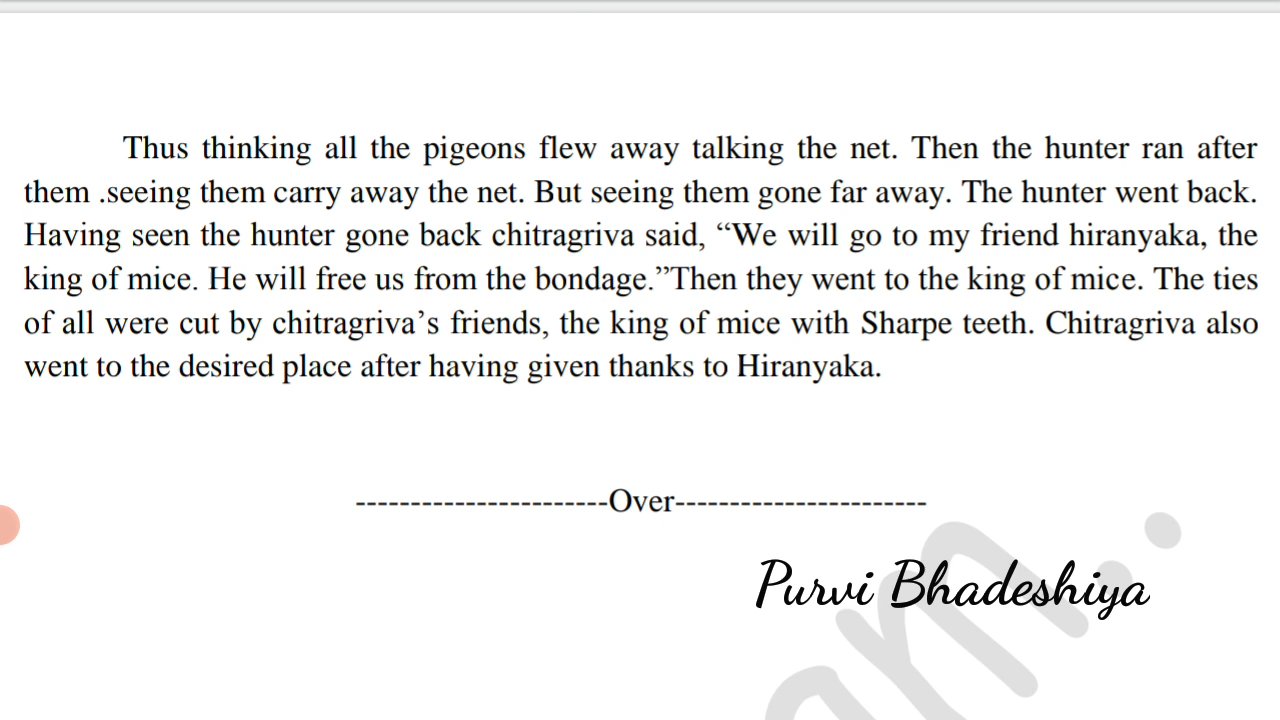 Thus thinking all the pigeons flew away talking the net. Then the hunter ran after
them .seeing them carry away the net. But seeing them gone far away. The hunter went back.
Having seen the hunter gone back chitragriva said, “We will go to my friend hiranyaka, the
king of mice. He will free us from the bondage.”Then they went to the king of mice. The ties
of all were cut by chitragriva’s friends, the king of mice with Sharpe teeth. Chitragriva also
went to the desired place after having given thanks to Hiranyaka.
-----------------------Over-----------------------
Purvi Bhadeshiya